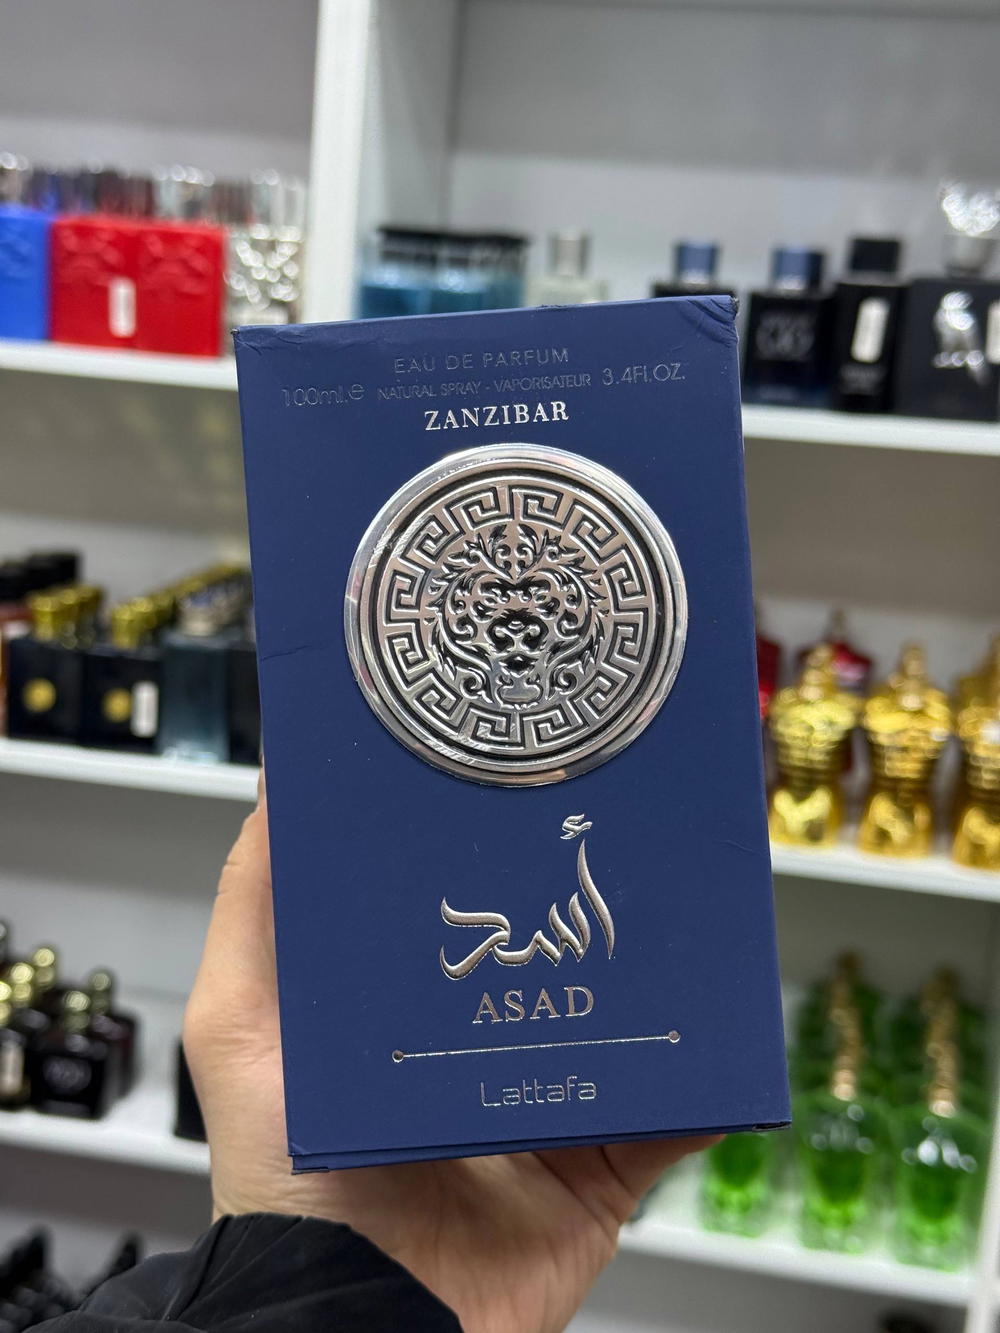 EAU DE PARFUM
100ml.e NATURAL SPRAY - VAPORISATEUR 3.4Fl.OZ.
ZANZIBAR
أسد
ASAD
Lattafa